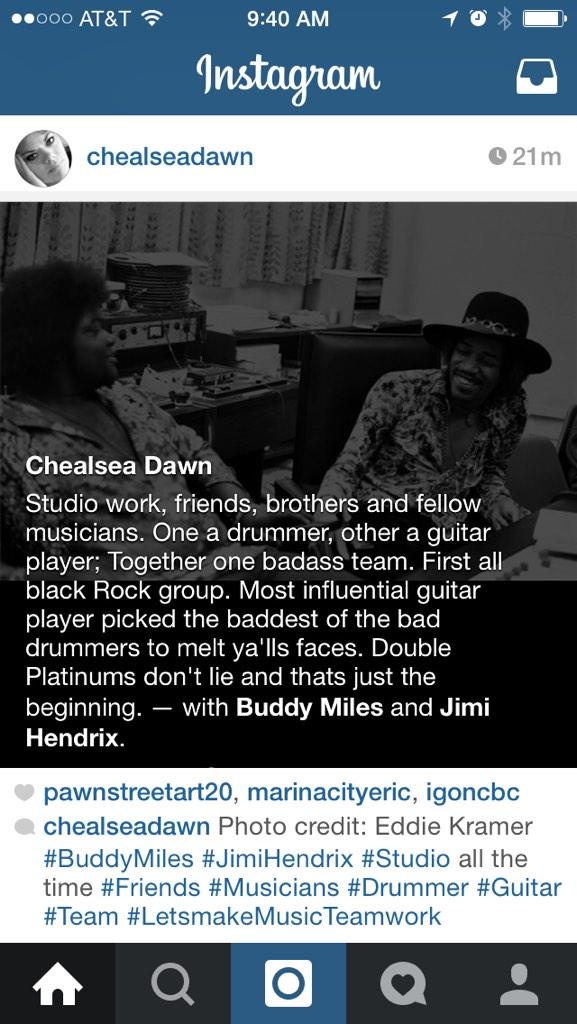 AT&T 9:40 AM
Instagram
chealseadawn 21m
Chealsea Dawn
Studio work, friends, brothers and fellow
musicians. One a drummer, other a guitar
player; Together one badass team. First all
black Rock group. Most influential guitar
player picked the baddest of the bad
drummers to melt ya'lls faces. Double
Platinums don't lie and thats just the
beginning. — with Buddy Miles and Jimi
Hendrix.
pawnstreetart20, marinacityeric, igoncbc
chealseadawn Photo credit: Eddie Kramer
#BuddyMiles #JimiHendrix #Studio all the
time #Friends #Musicians #Drummer #Guitar
#Team #LetsmakeMusicTeamwork